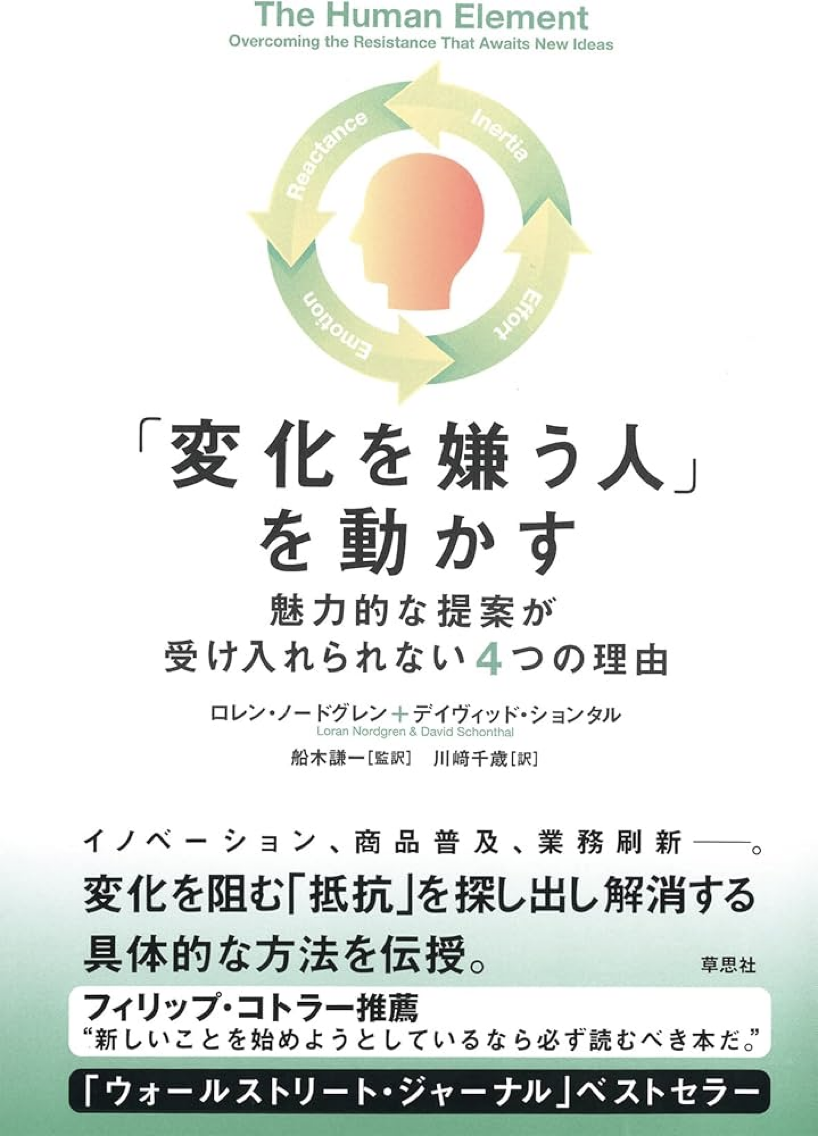 The Human Element
Overcoming the Resistance That Awaits New Ideas
Reactance
Inertia
Emotion
Effort
「変化を嫌う人」
を動かす
魅力的な提案が
受け入れられない4つの理由
ロレン・ノードグレン+デイヴィッド・ションタル
Loran Nordgren & David Schonthal
船木謙一[監訳] 川﨑千歳[訳]
イノベーション、商品普及、業務刷新――。
変化を阻む「抵抗」を探し出し解消する
具体的な方法を伝授。
草思社
フィリップ・コトラー推薦
“新しいことを始めようとしているなら必ず読むべき本だ。”
「ウォールストリート・ジャーナル」ベストセラー